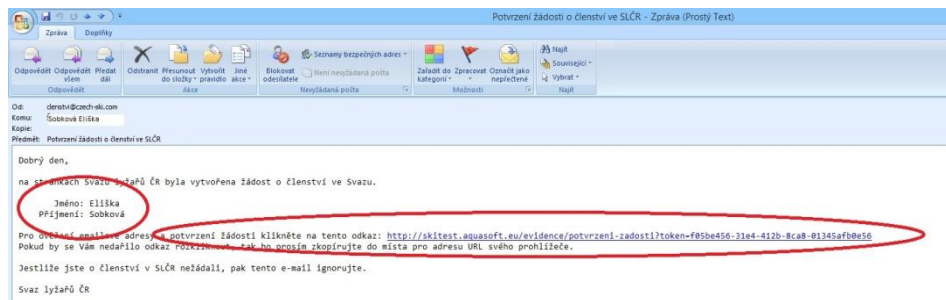 Potvrzení žádosti o členství ve SLČR - Zpráva (Prostý Text)
Zpráva Doplňky
Odpovědět Odpovědět všem Předat dál
Odpovědět
Odstranit Přesunout do složky Vytvořit pravidlo Jiné akce
Akce
Blokovat odesilatele Seznamy bezpečných adres
Není nevyžádaná pošta
Nevyžádaná pošta
Zařadit do kategorií Zpracovat Označit jako nepřečtené
Možnosti
Najít
Související
Vybrat
Najít
Od: clenstvi@czech-ski.com
Komu: Šobková Eliška
Kopie:
Předmět: Potvrzení žádosti o členství ve SLČR
Dobrý den,
na stránkách Svazu lyžařů ČR byla vytvořena žádost o členství ve Svazu.
Jméno: Eliška
Příjmení: Sobková
Pro ověření emailové adresy a potvrzení žádosti klikněte na tento odkaz: http://skitest.aquasoft.eu/evidence/potvrzeni-zadosti?token=f05be456-31e4-412b-8ca8-01345afb0e56
Pokud by se Vám nedařilo odkaz rozkliknout, tak ho prosím zkopírujte do místa pro adresu URL svého prohlížeče.
Jestliže jste o členství v SLČR nežádali, pak tento e-mail ignorujte.
Svaz lyžařů ČR